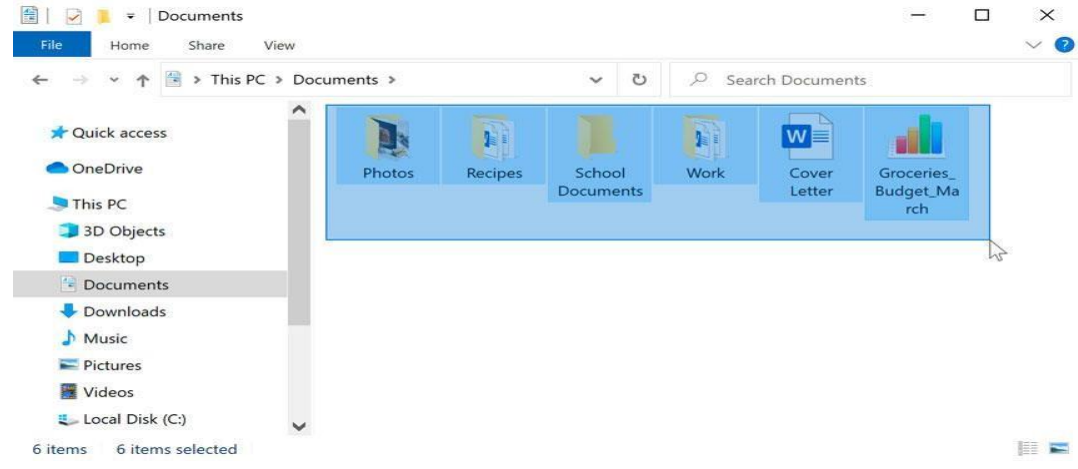 Documents
File Home Share View
This PC > Documents >
Search Documents
Quick access
OneDrive
This PC
3D Objects
Desktop
Documents
Downloads
Music
Pictures
Videos
Local Disk (C:)
Photos
Recipes
School
Documents
Work
W
Cover
Letter
Groceries_
Budget_Ma
rch
6 items 6 items selected